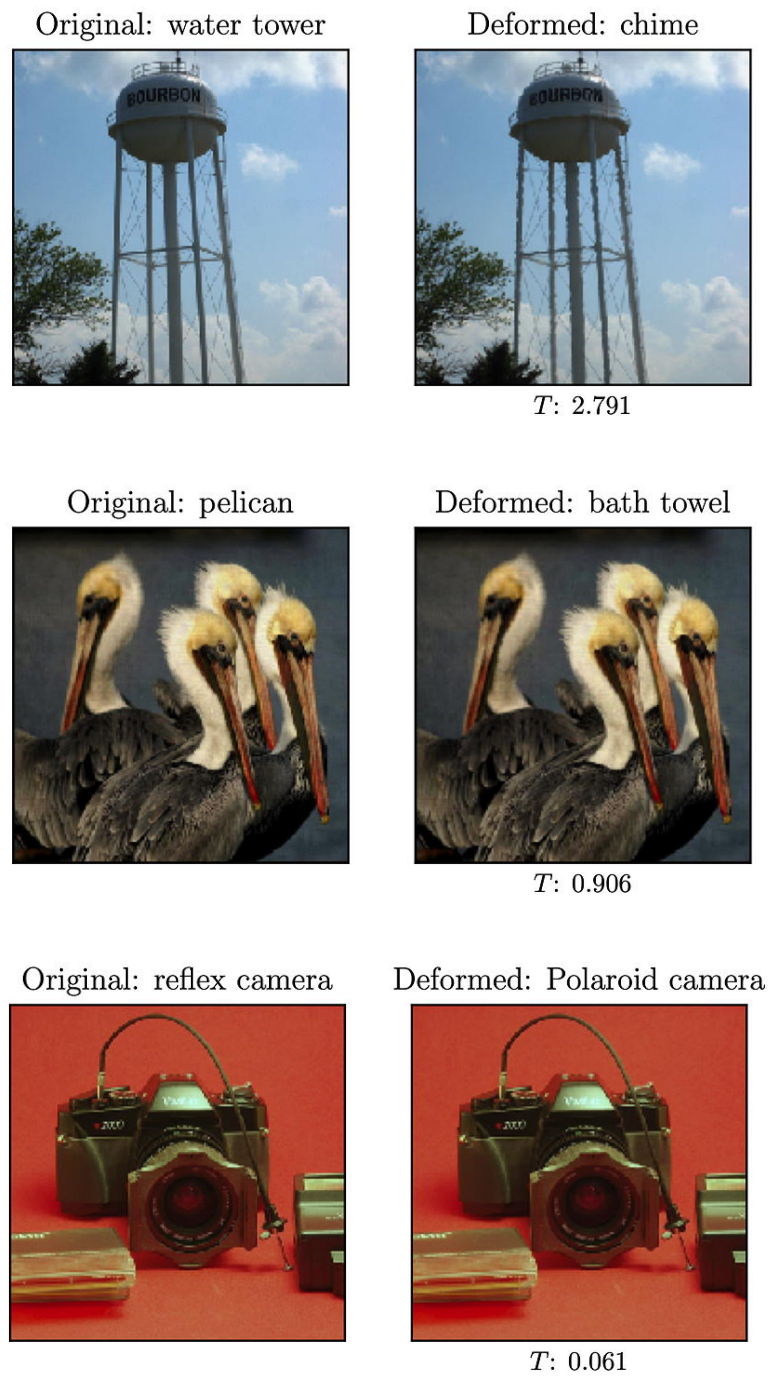 Original: water tower
Deformed: chime
BOURBON
BOURBON
T: 2.791
Original: pelican
Deformed: bath towel
T: 0.906
Original: reflex camera
Deformed: Polaroid camera
2000
2000
T: 0.061